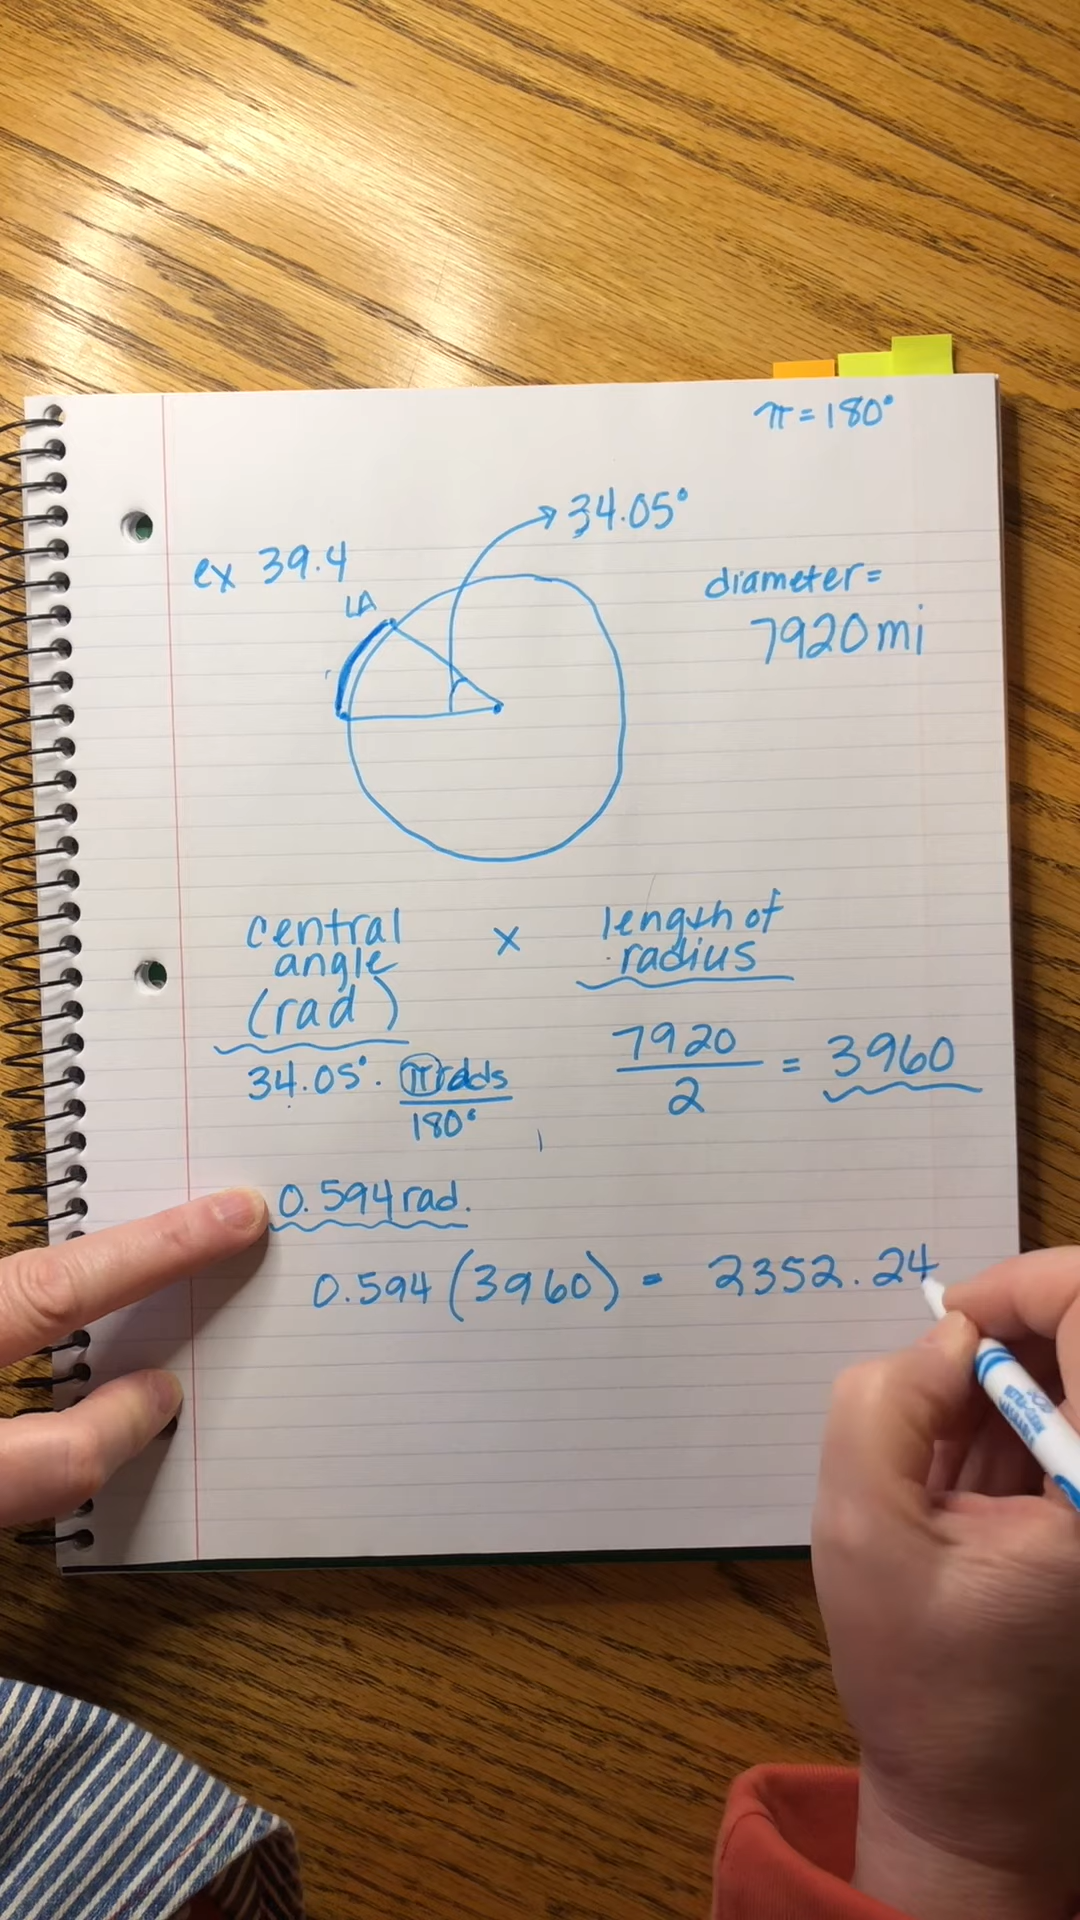 π = 180°
34.05°
ex 39.4
LA
diameter =
7920 mi
central
angle
(rad)
×
length of
radius
34.05° · π rads
180°
7920
2
= 3960
0.594 rad.
0.594 (3960) = 2352.24